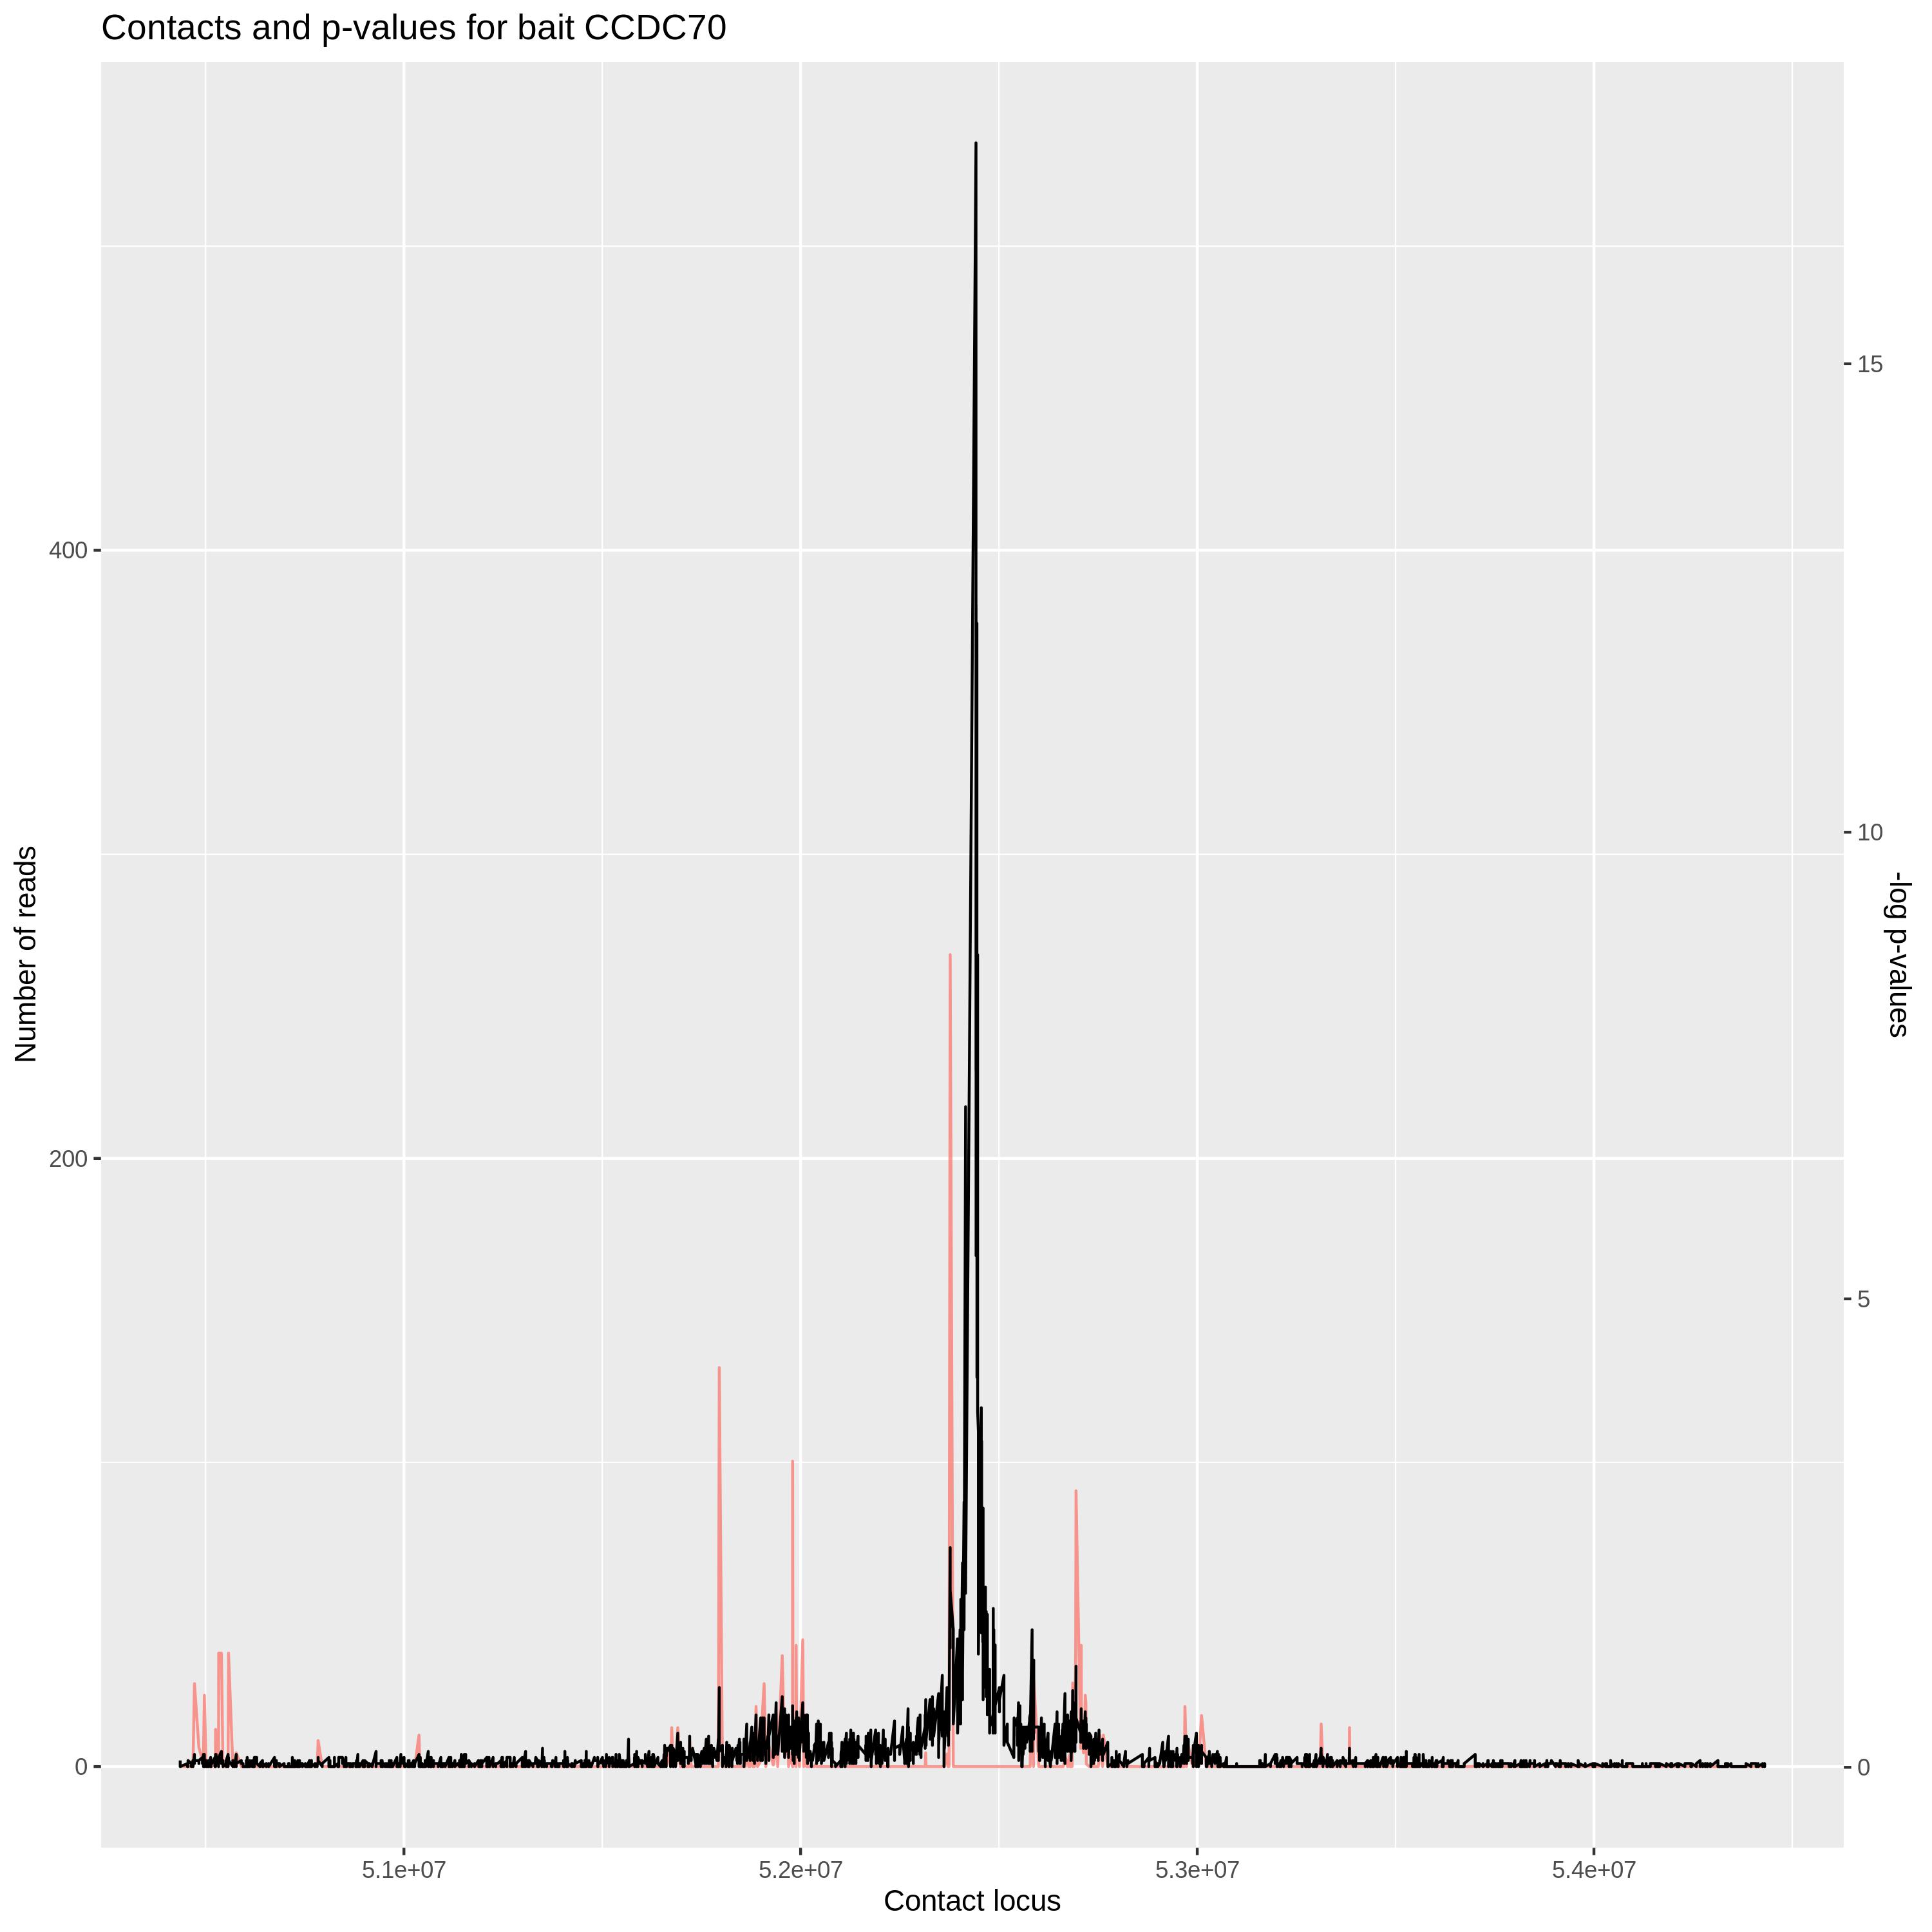 Contacts and p-values for bait CCDC70
Number of reads
400
200
0
15
10
5
0
-log p-values
5.1e+07
5.2e+07
5.3e+07
5.4e+07
Contact locus